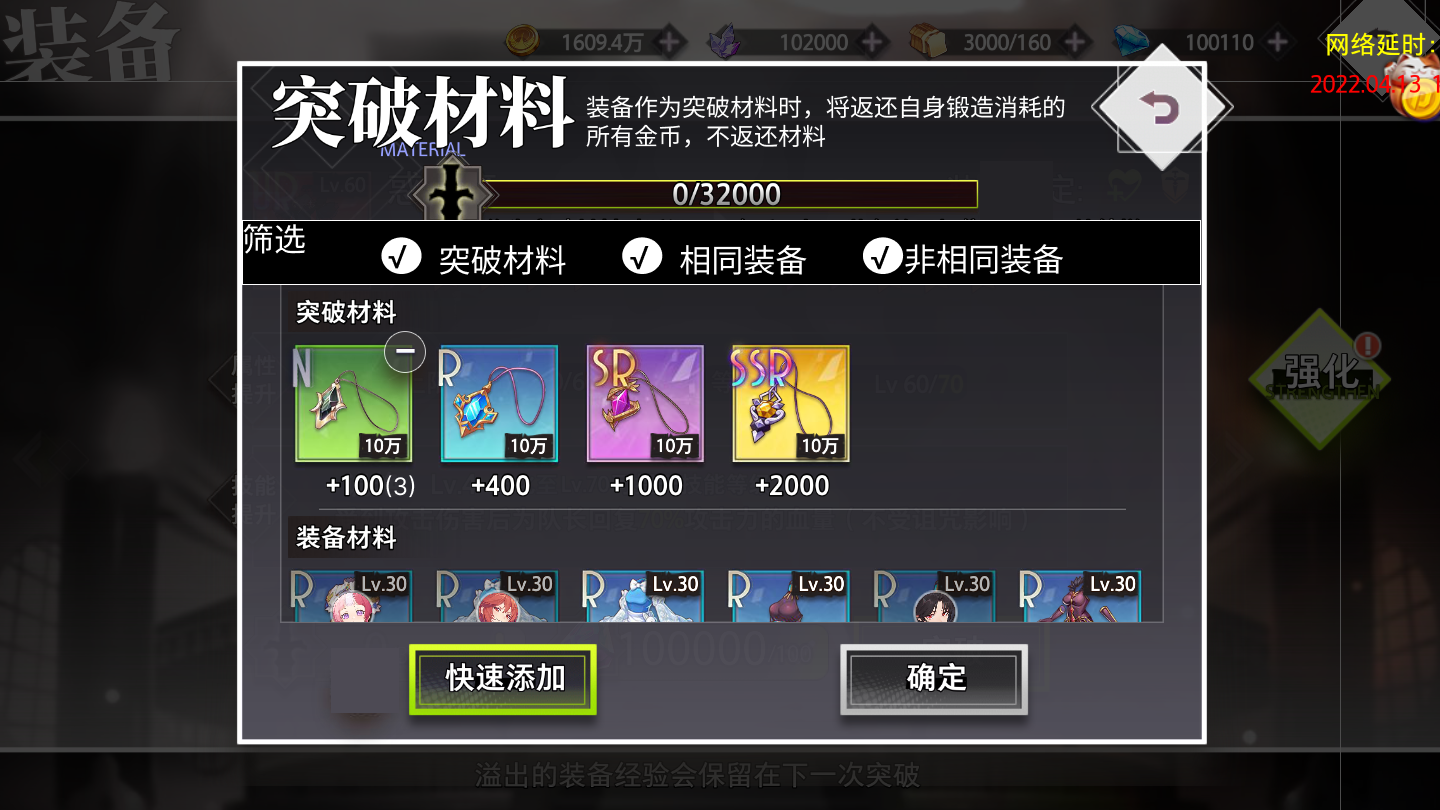 装备
1609.4万
102000
3000/160
100110
网络延时:
2022.04.13 1
突破材料
MATERIAL
装备作为突破材料时，将返还自身锻造消耗的
所有金币，不返还材料
0/32000
筛选
√ 突破材料
√ 相同装备
√ 非相同装备
突破材料
N 10万
R 10万
SR 10万
SSR 10万
+100(3)
+400
+1000
+2000
强化
STRENGTHEN
装备材料
R Lv.30
R Lv.30
R Lv.30
R Lv.30
R Lv.30
R Lv.30
快速添加
确定
溢出的装备经验会保留在下一次突破